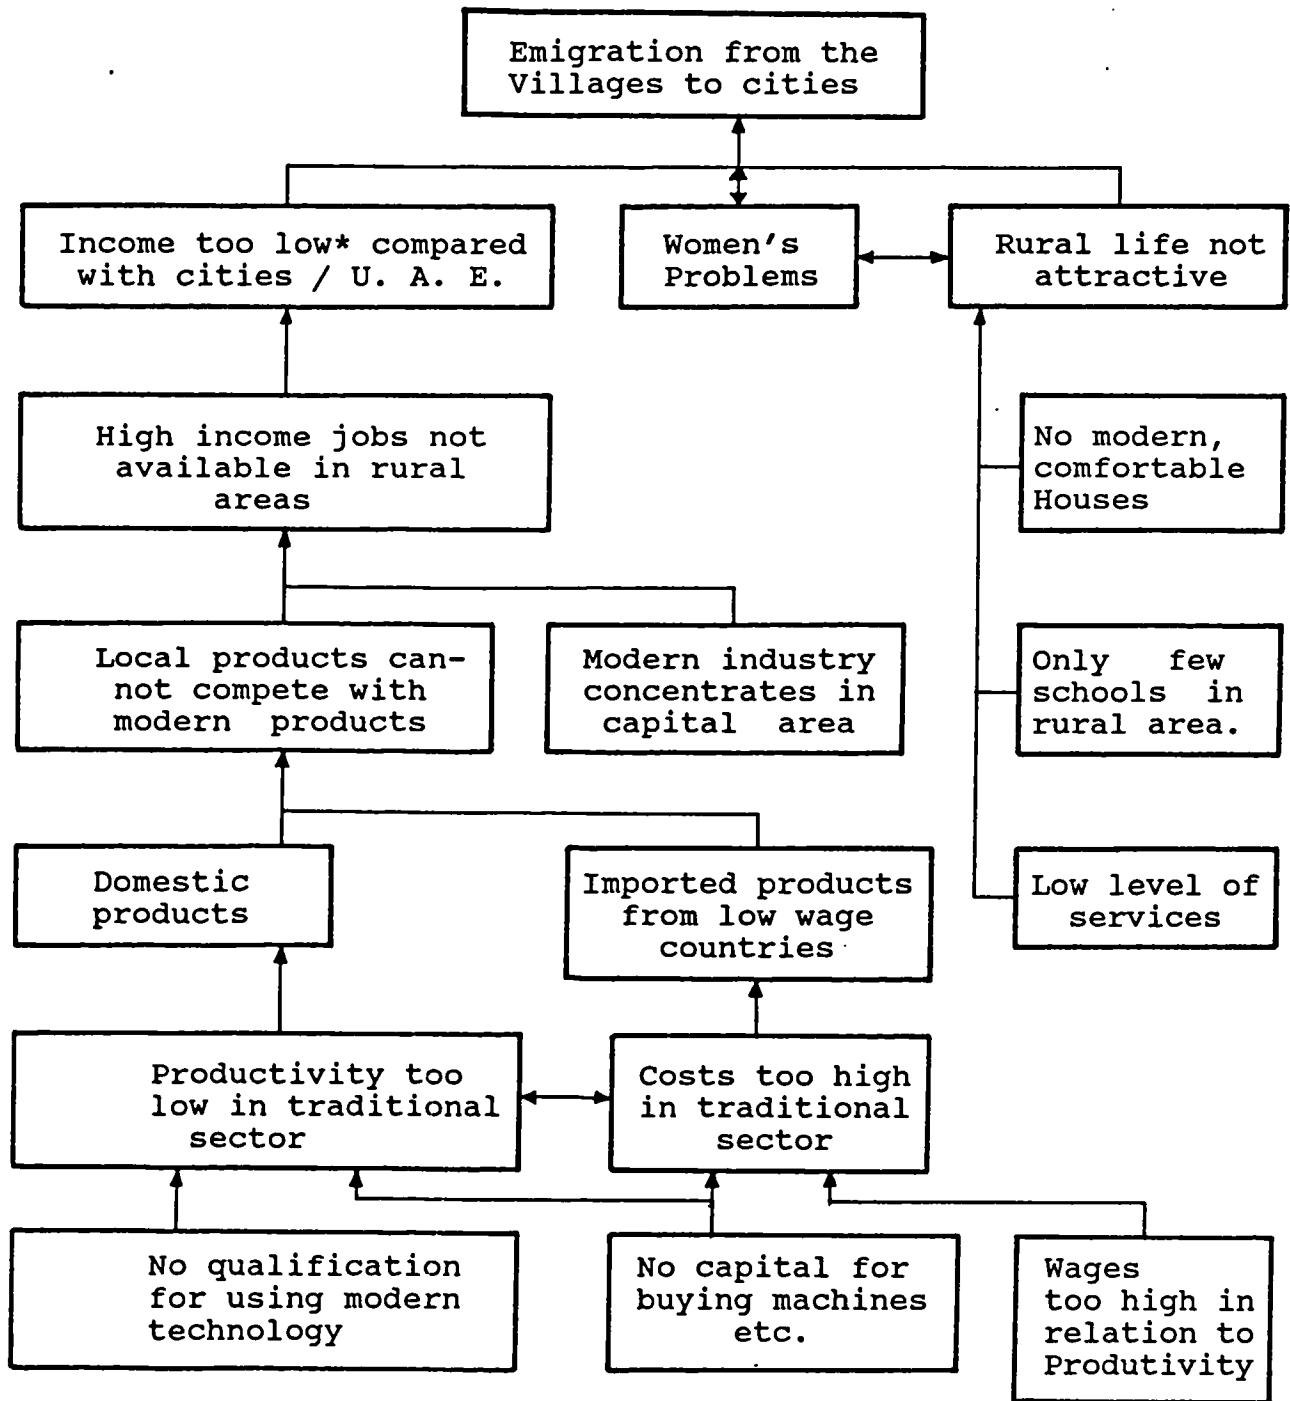 Emigration from the
Villages to cities
Income too low* compared
with cities / U. A. E.
Women's
Problems
Rural life not
attractive
High income jobs not
available in rural
areas
No modern,
comfortable
Houses
Local products can-
not compete with
modern products
Modern industry
concentrates in
capital area
Only few
schools in
rural area.
Domestic
products
Imported products
from low wage
countries
Low level of
services
Productivity too
low in traditional
sector
Costs too high
in traditional
sector
No qualification
for using modern
technology
No capital for
buying machines
etc.
Wages
too high in
relation to
Produtivity